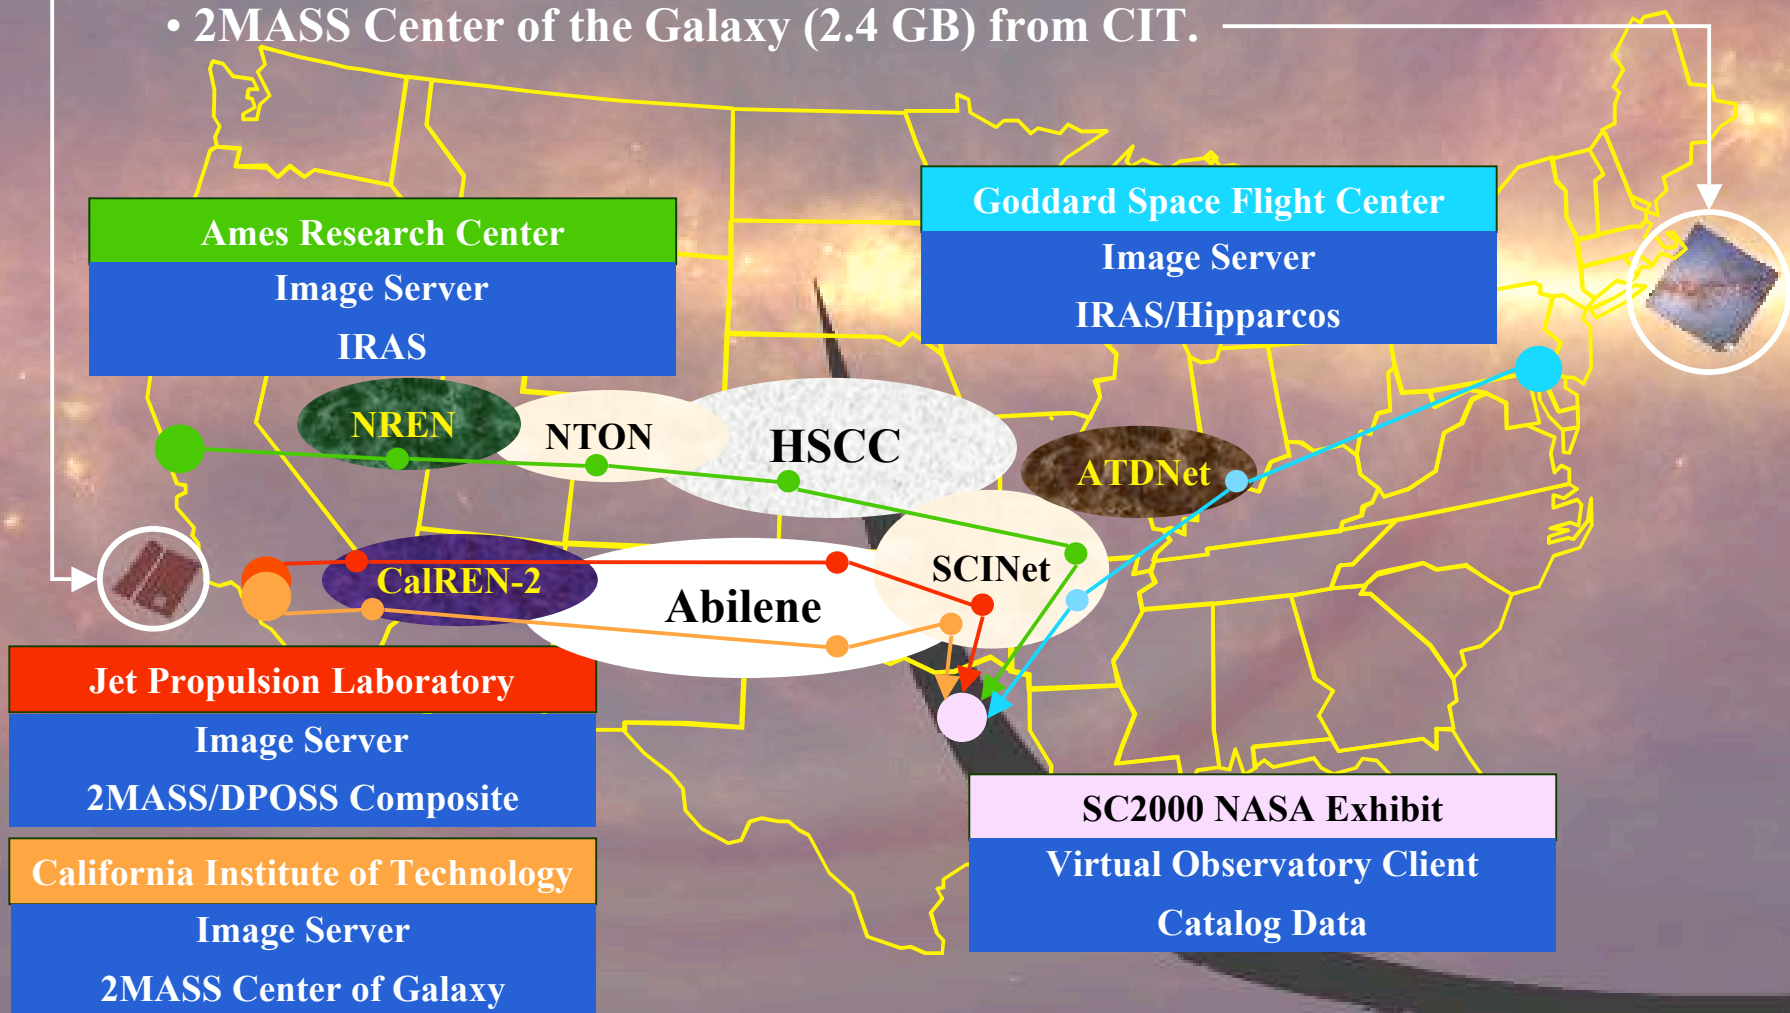 • 2MASS Center of the Galaxy (2.4 GB) from CIT.
Ames Research Center
Image Server
IRAS
Goddard Space Flight Center
Image Server
IRAS/Hipparcos
NREN
NTON
HSCC
ATDNet
CalREN-2
Abilene
SCINet
Jet Propulsion Laboratory
Image Server
2MASS/DPOSS Composite
California Institute of Technology
Image Server
2MASS Center of Galaxy
SC2000 NASA Exhibit
Virtual Observatory Client
Catalog Data